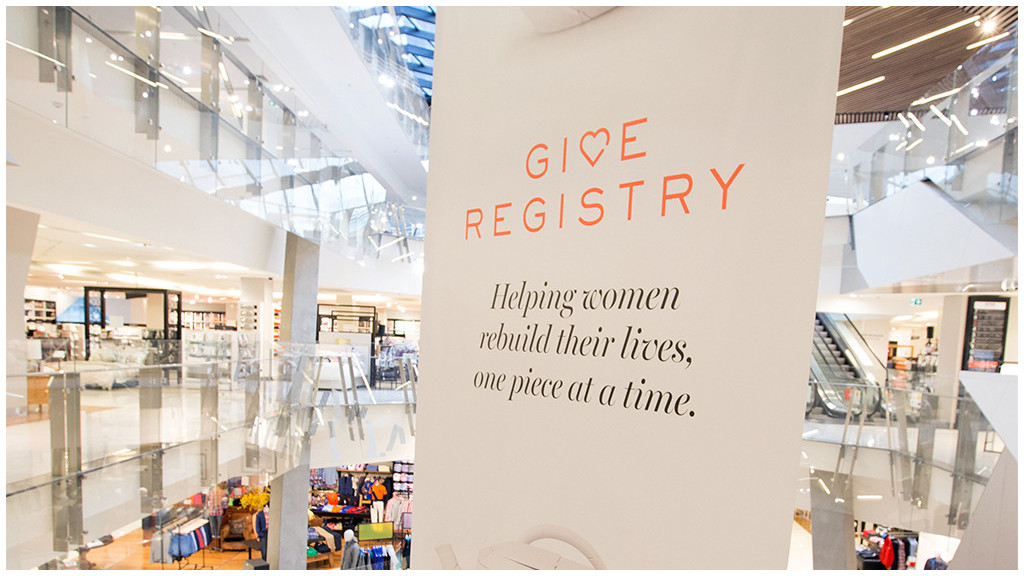 GIVE
REGISTRY
Helping women
rebuild their lives,
one piece at a time.